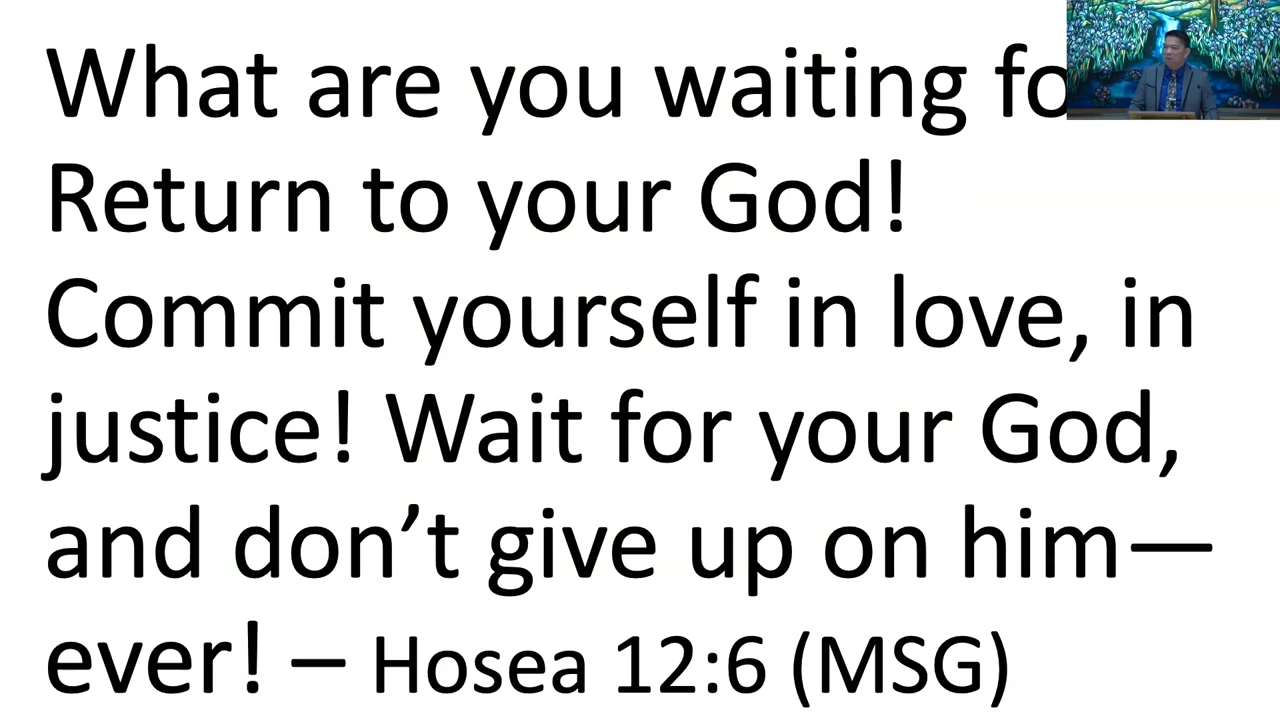 What are you waiting
Return to your God!
Commit yourself in love, in
justice! Wait for your God,
and don’t give up on him—
ever! – Hosea 12:6 (MSG)